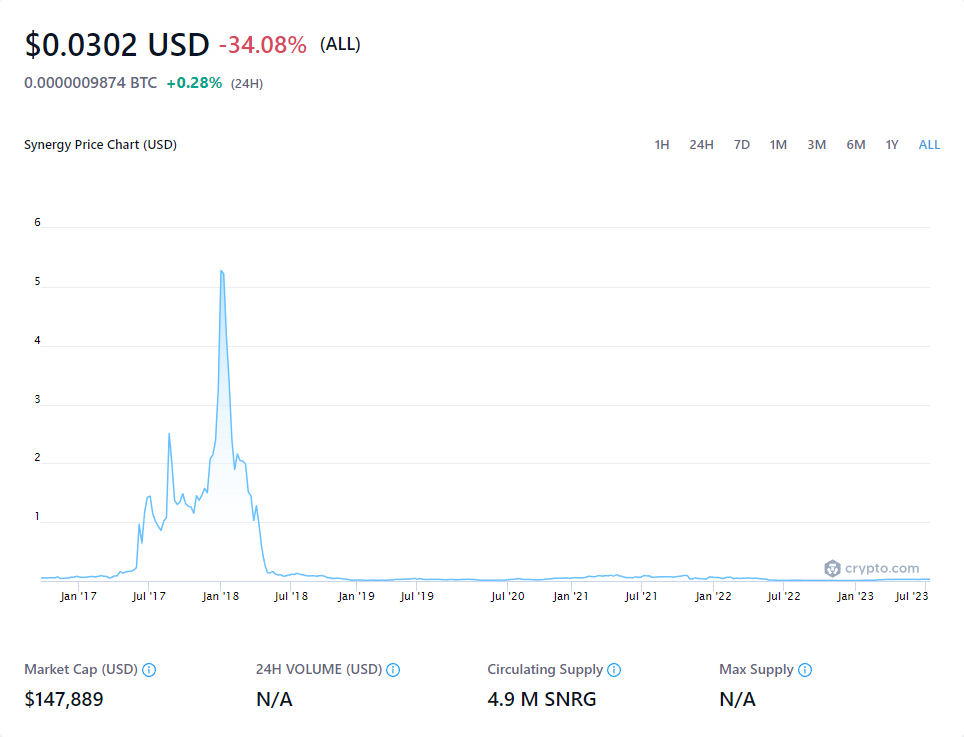 $0.0302 USD -34.08% (ALL)
0.0000009874 BTC +0.28% (24H)
Synergy Price Chart (USD) 1H 24H 7D 1M 3M 6M 1Y ALL
6
5
4
3
2
1
crypto.com
Jan '17 Jul '17 Jan '18 Jul '18 Jan '19 Jul '19 Jul '20 Jan '21 Jul '21 Jan '22 Jul '22 Jan '23 Jul '23
Market Cap (USD) 24H VOLUME (USD) Circulating Supply Max Supply
$147,889 N/A 4.9 M SNRG N/A